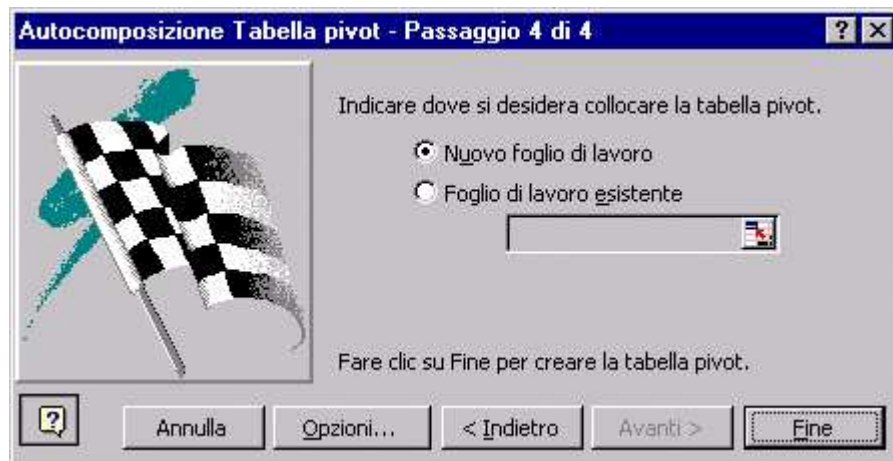 Autocomposizione Tabella pivot - Passaggio 4 di 4
Indicare dove si desidera collocare la tabella pivot.
Nuovo foglio di lavoro
Foglio di lavoro esistente
Fare clic su Fine per creare la tabella pivot.
Annulla Opzioni... < Indietro Avanti > Fine